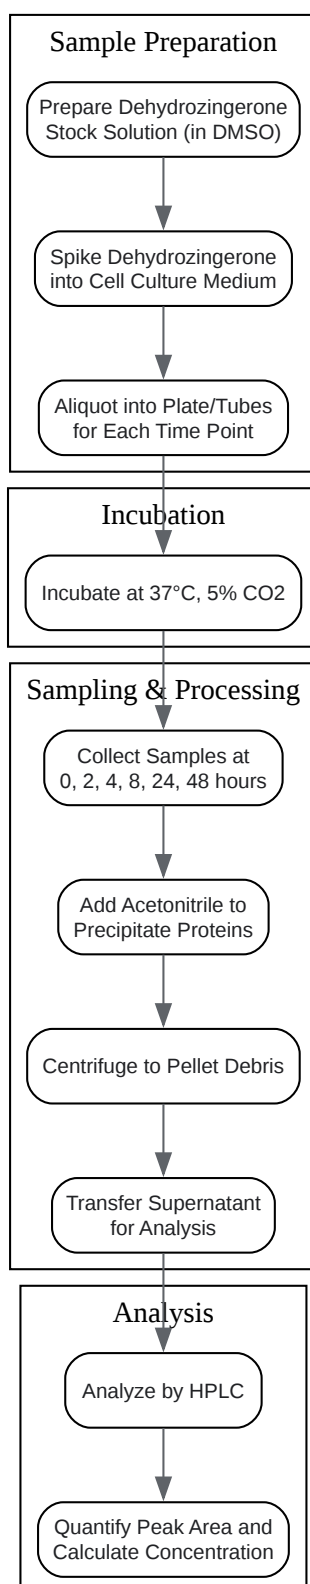 Sample Preparation
Prepare Dehydrozingerone
Stock Solution (in DMSO)
Spike Dehydrozingerone
into Cell Culture Medium
Aliquot into Plate/Tubes
for Each Time Point
Incubation
Incubate at 37°C, 5% CO2
Sampling & Processing
Collect Samples at
0, 2, 4, 8, 24, 48 hours
Add Acetonitrile to
Precipitate Proteins
Centrifuge to Pellet Debris
Transfer Supernatant
for Analysis
Analysis
Analyze by HPLC
Quantify Peak Area and
Calculate Concentration